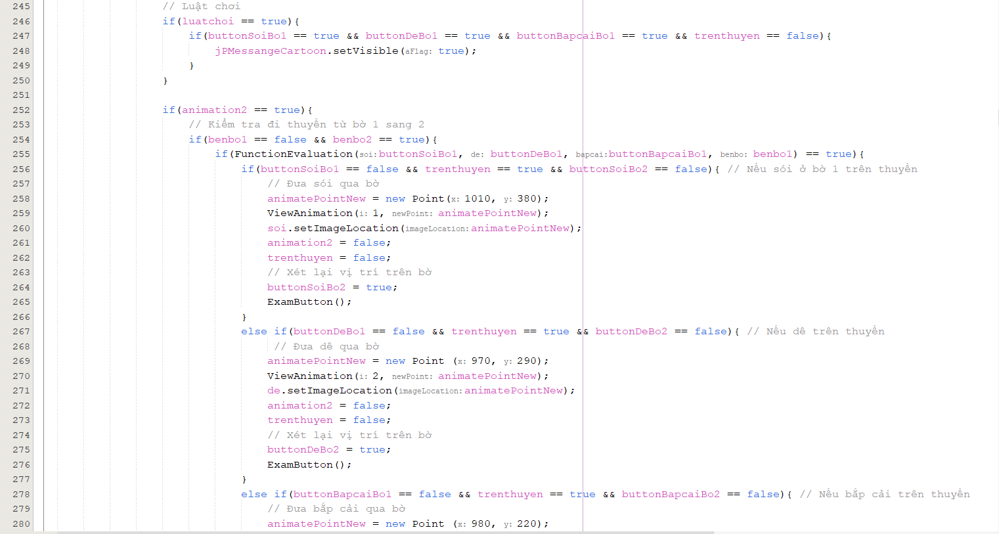 245 // Luật chơi
246 if(luatchoi == true){
247 if(buttonSoiBo1 == true && buttonDeBo1 == true && buttonBapcaiBo1 == true && trenthuyen == false){
248 jPMessangeCartoon.setVisible(aFlag: true);
249 }
250 }
251
252 if(animation2 == true){
253 // Kiểm tra đi thuyền từ bờ 1 sang 2
254 if(benbo1 == false && benbo2 == true){
255 if(FunctionEvaluation(soi:buttonSoiBo1, de: buttonDeBo1, bapcai:buttonBapcaiBo1, benbo: benbo1) == true){
256 if(buttonSoiBo1 == false && trenthuyen == true && buttonSoiBo2 == false){ // Nếu sói ở bờ 1 trên thuyền
257 // Đưa sói qua bờ
258 animatePointNew = new Point(x: 1010, y: 380);
259 ViewAnimation(i: 1, newPoint: animatePointNew);
260 soi.setImageLocation(imageLocation:animatePointNew);
261 animation2 = false;
262 trenthuyen = false;
263 // Xét lại vị trí trên bờ
264 buttonSoiBo2 = true;
265 ExamButton();
266 }
267 else if(buttonDeBo1 == false && trenthuyen == true && buttonDeBo2 == false){ // Nếu dê trên thuyền
268 // Đưa dê qua bờ
269 animatePointNew = new Point (x: 970, y: 290);
270 ViewAnimation(i: 2, newPoint: animatePointNew);
271 de.setImageLocation(imageLocation:animatePointNew);
272 animation2 = false;
273 trenthuyen = false;
274 // Xét lại vị trí trên bờ
275 buttonDeBo2 = true;
276 ExamButton();
277 }
278 else if(buttonBapcaiBo1 == false && trenthuyen == true && buttonBapcaiBo2 == false){ // Nếu bắp cải trên thuyền
279 // Đưa bắp cải qua bờ
280 animatePointNew = new Point (x: 980, y: 220);